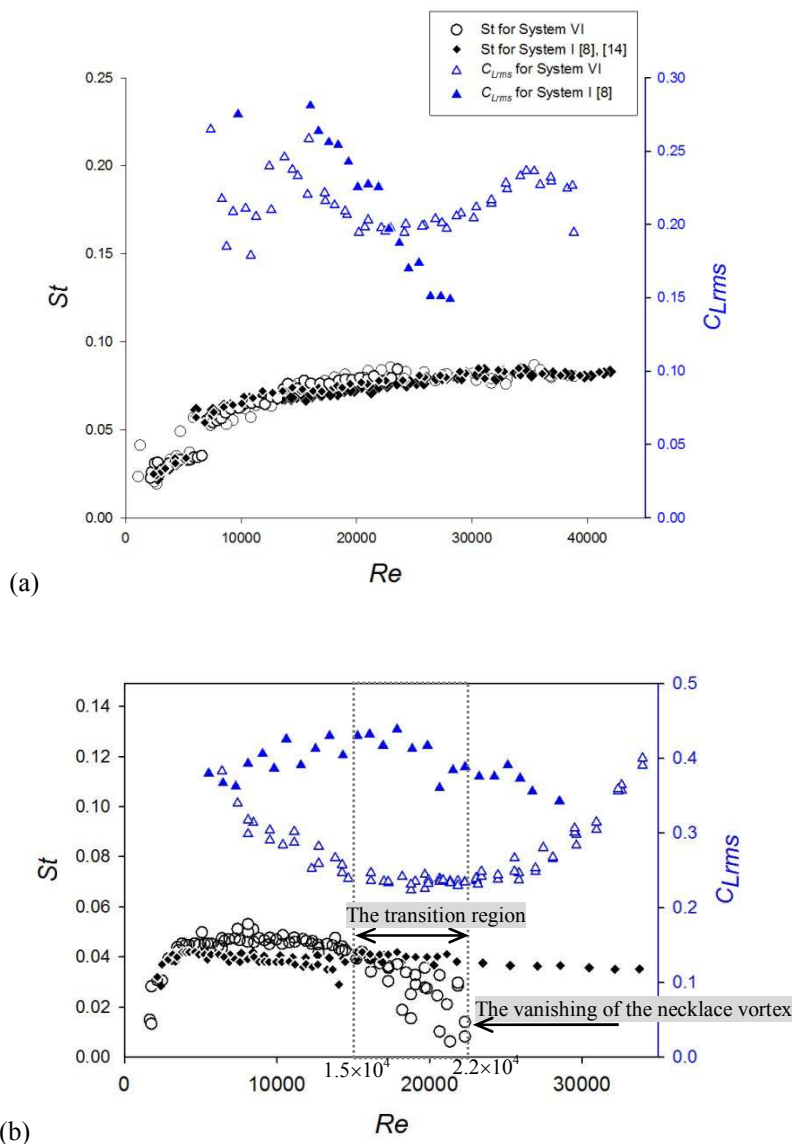 St for System VI
St for System I [8], [14]
CLrms for System VI
CLrms for System I [8]
0.25
0.20
0.15
0.10
0.05
0.00
St
0.30
0.25
0.20
0.15
0.10
0.05
0.00
CLrms
0
10000
20000
30000
40000
Re
(a)
0.14
0.12
0.10
0.08
0.06
0.04
0.02
0.00
St
0.5
0.4
0.3
0.2
0.1
0.0
CLrms
The transition region
The vanishing of the necklace vortex
1.5×10⁴
2.2×10⁴
0
10000
20000
30000
Re
(b)